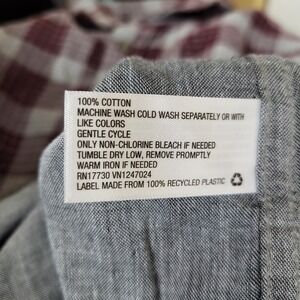 100% COTTON
MACHINE WASH COLD WASH SEPARATELY OR WITH
LIKE COLORS
GENTLE CYCLE
ONLY NON-CHLORINE BLEACH IF NEEDED
TUMBLE DRY LOW, REMOVE PROMPTLY
WARM IRON IF NEEDED
RN17730 VN1247024
LABEL MADE FROM 100% RECYCLED PLASTIC